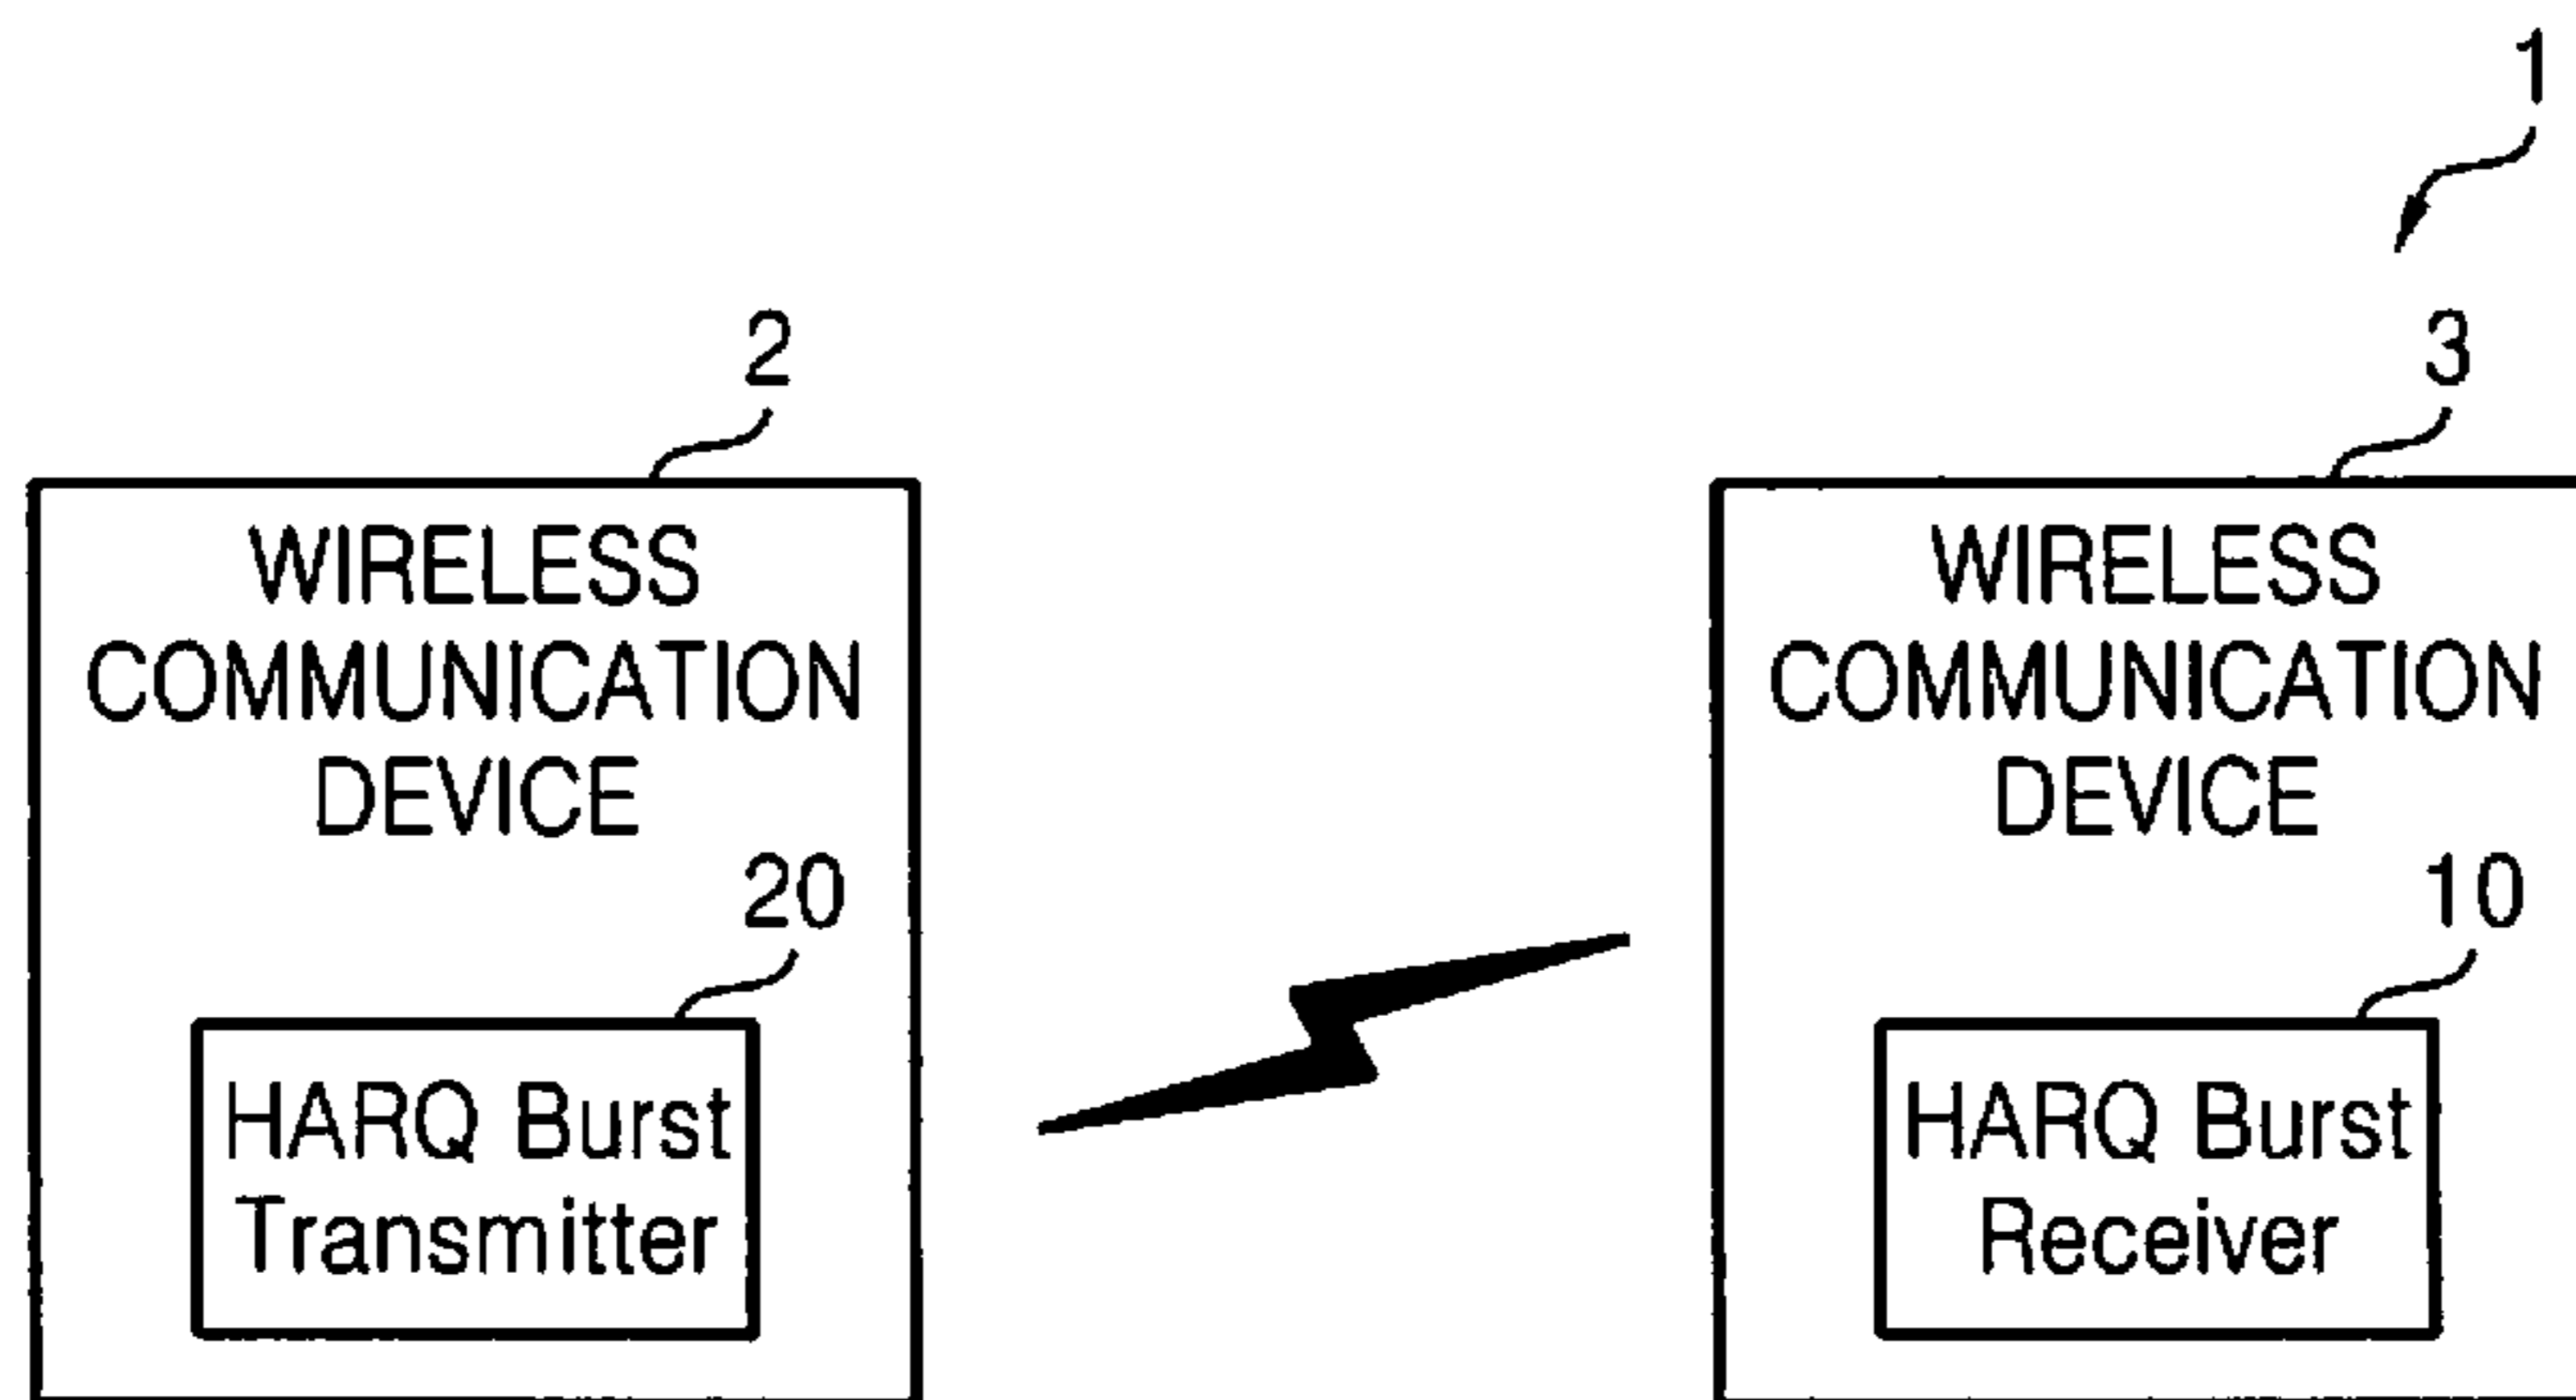 1
2
3
WIRELESS
COMMUNICATION
DEVICE
20
HARQ Burst
Transmitter
WIRELESS
COMMUNICATION
DEVICE
10
HARQ Burst
Receiver